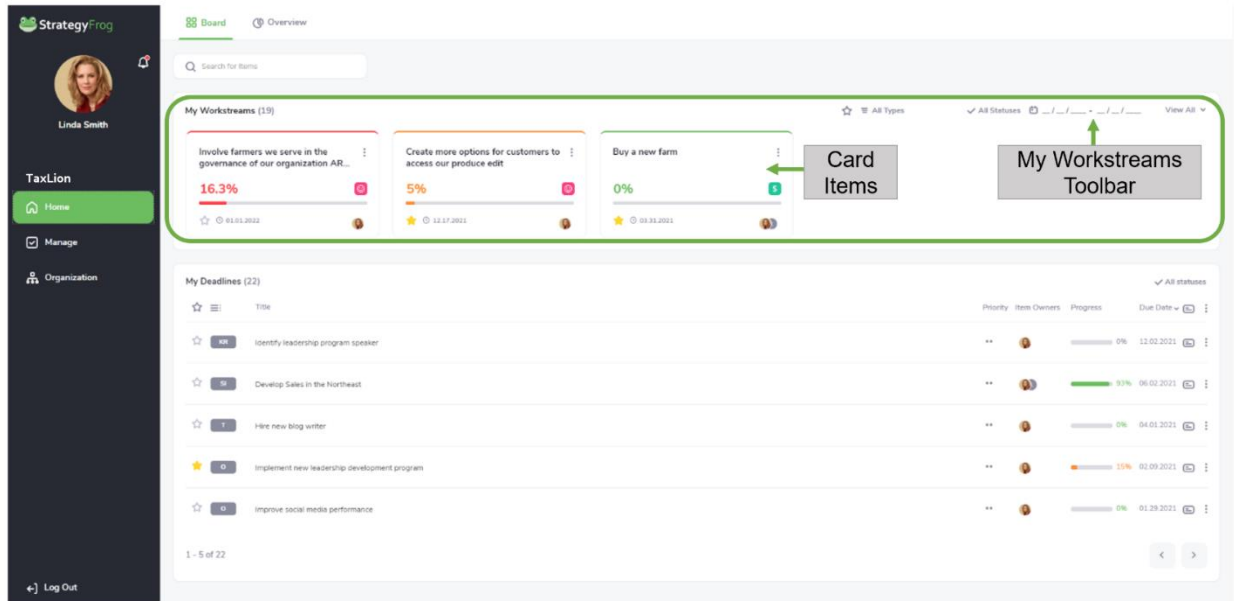 StrategyFrog
Board
Overview
Search for Items
Linda Smith
TaxLion
Home
Manage
Organization
Log Out
My Workstreams (19)
All Types
All Statuses
__/__/____ - __/__/____
View All
Involve farmers we serve in the
governance of our organization AR...
16.3%
01.01.2022
Create more options for customers to
access our produce edit
5%
12.17.2021
Buy a new farm
0%
$
03.31.2021
Card
Items
My Workstreams
Toolbar
My Deadlines (22)
All statuses
Title Priority Item Owners Progress Due Date
KR Identify leadership program speaker -- 0% 12.02.2021
SI Develop Sales in the Northeast -- 93% 06.02.2021
T Hire new blog writer -- 0% 04.01.2021
O Implement new leadership development program -- 15% 02.09.2021
O Improve social media performance -- 0% 01.29.2021
1 - 5 of 22